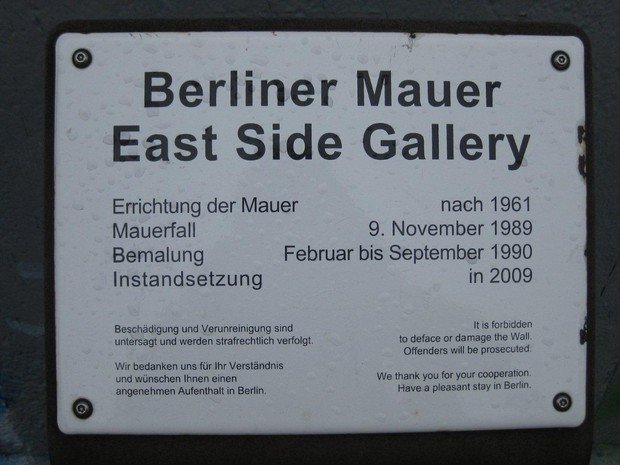 Berliner Mauer
East Side Gallery
Errichtung der Mauer nach 1961
Mauerfall 9. November 1989
Bemalung Februar bis September 1990
Instandsetzung in 2009
Beschädigung und Verunreinigung sind
untersagt und werden strafrechtlich verfolgt.
Wir bedanken uns für Ihr Verständnis
und wünschen Ihnen einen
angenehmen Aufenthalt in Berlin.
It is forbidden
to deface or damage the Wall.
Offenders will be prosecuted.
We thank you for your cooperation.
Have a pleasant stay in Berlin.